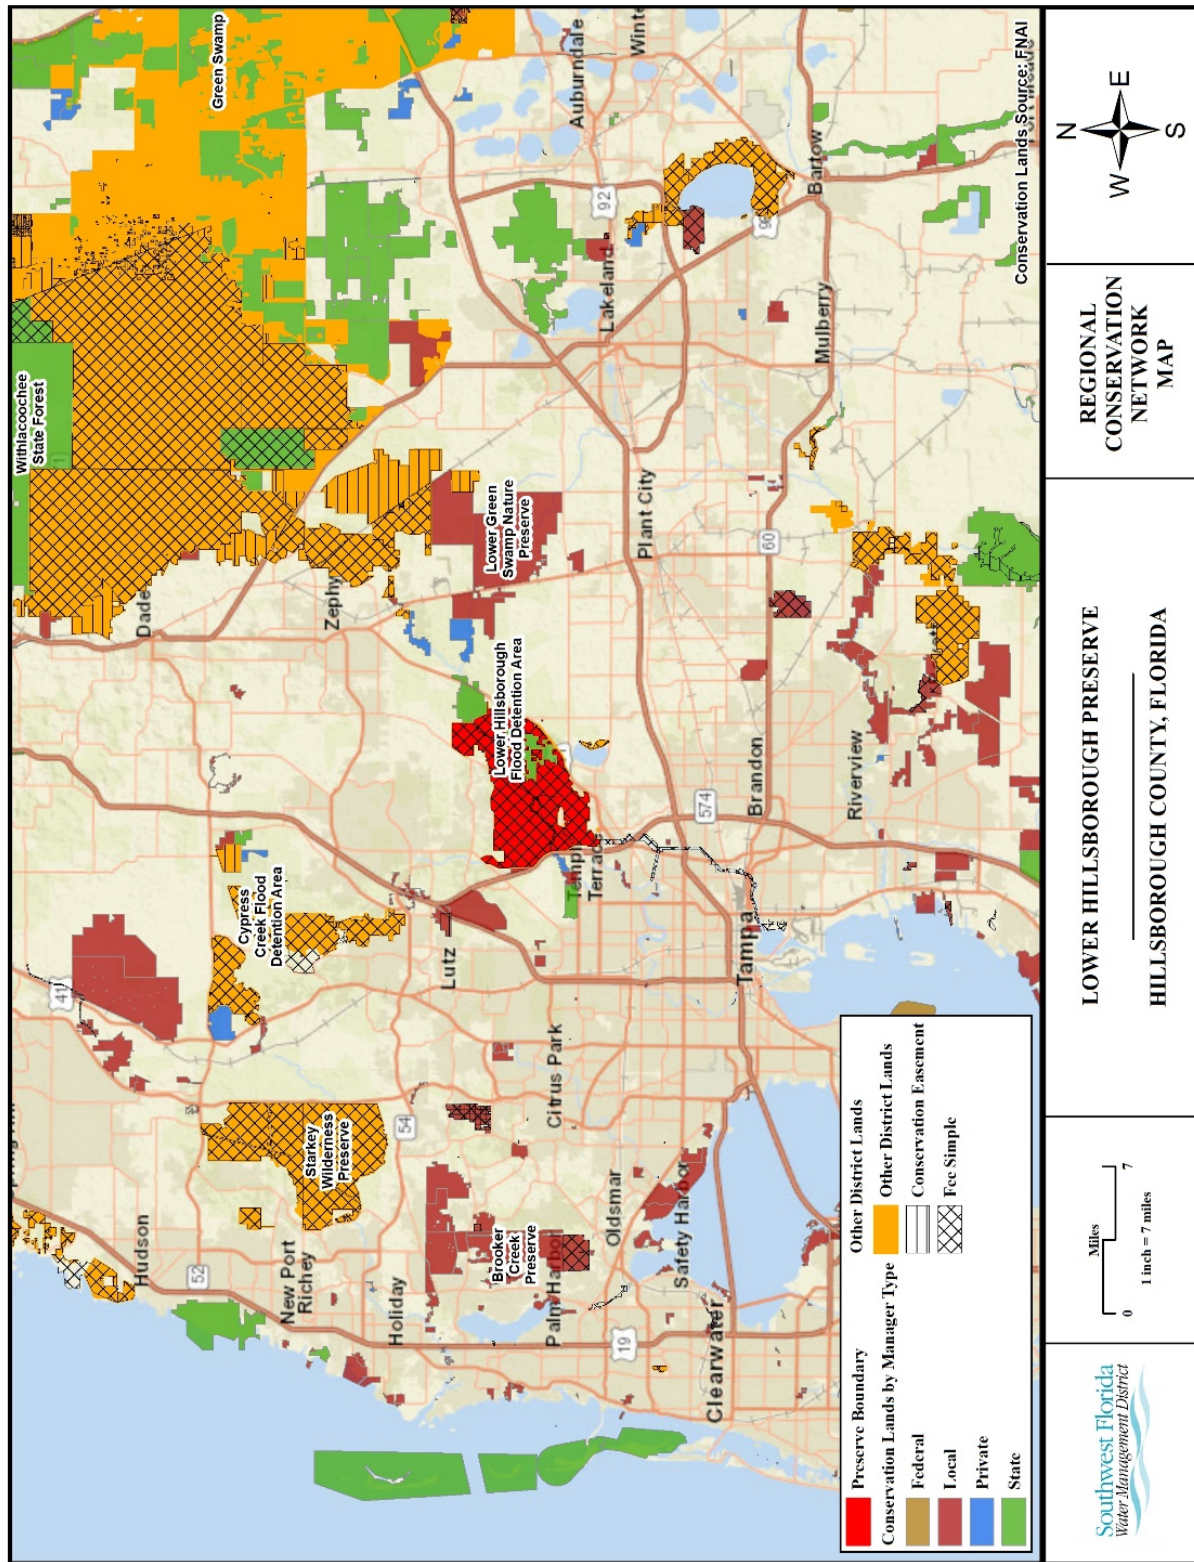 Withlacoochee
State Forest
Green Swamp
Dade
Zephy
Hudson
52
New Port
Richey
Starkey
Wilderness
Preserve
41
Cypress
Creek Flood
Detention Area
Holiday
54
Lutz
Brooker
Creek
Preserve
Lower Hillsborough
Flood Detention Area
Lower Green
Swamp Nature
Preserve
Palm Harbor
Citrus Park
Oldsmar
Terrace
19
Safety Harbor
Clearwater
Tampa
574
Brandon
Plant City
60
Riverview
Lakeland
92
Auburndale
Winte
98
Bartow
Mulberry
Conservation Lands Source: FNAI
Preserve Boundary
Conservation Lands by Manager Type
Federal
Local
Private
State
Other District Lands
Other District Lands
Conservation Easement
Fee Simple
Southwest Florida
Water Management District
Miles
0
7
1 inch = 7 miles
LOWER HILLSBOROUGH PRESERVE
HILLSBOROUGH COUNTY, FLORIDA
REGIONAL
CONSERVATION
NETWORK
MAP
N
W
E
S